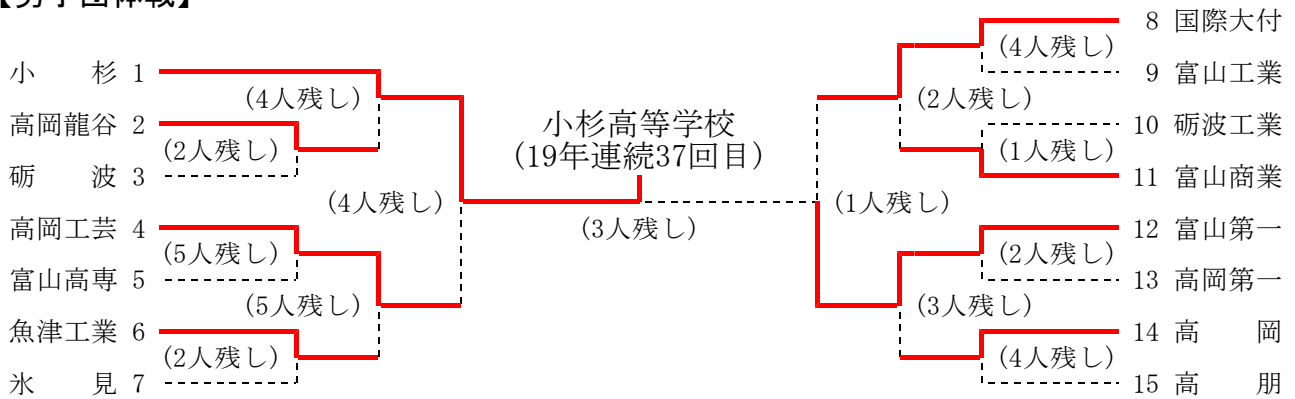 【男子団体戦】
小　　杉 1
高岡龍谷 2
砺　　波 3
高岡工芸 4
富山高専 5
魚津工業 6
氷　　見 7
(4人残し)
(2人残し)
(4人残し)
(5人残し)
(5人残し)
(2人残し)
小杉高等学校
(19年連続37回目)
(3人残し)
(4人残し)
(2人残し)
(1人残し)
(1人残し)
(2人残し)
(3人残し)
(4人残し)
8 国際大付
9 富山工業
10 砺波工業
11 富山商業
12 富山第一
13 高岡第一
14 高　　岡
15 高　　朋